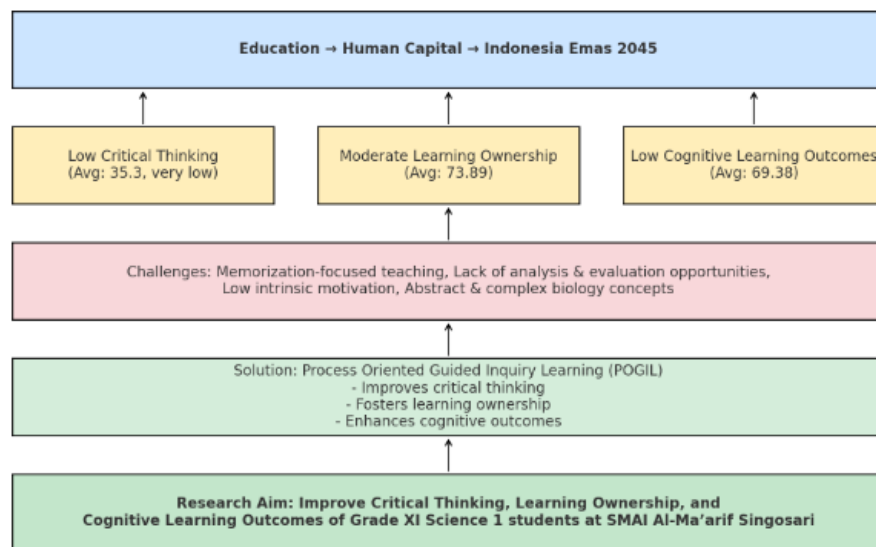 Education → Human Capital → Indonesia Emas 2045
Low Critical Thinking
(Avg: 35.3, very low)
Moderate Learning Ownership
(Avg: 73.89)
Low Cognitive Learning Outcomes
(Avg: 69.38)
Challenges: Memorization-focused teaching, Lack of analysis & evaluation opportunities,
Low intrinsic motivation, Abstract & complex biology concepts
Solution: Process Oriented Guided Inquiry Learning (POGIL)
- Improves critical thinking
- Fosters learning ownership
- Enhances cognitive outcomes
Research Aim: Improve Critical Thinking, Learning Ownership, and
Cognitive Learning Outcomes of Grade XI Science 1 students at SMAI Al-Ma’arif Singosari